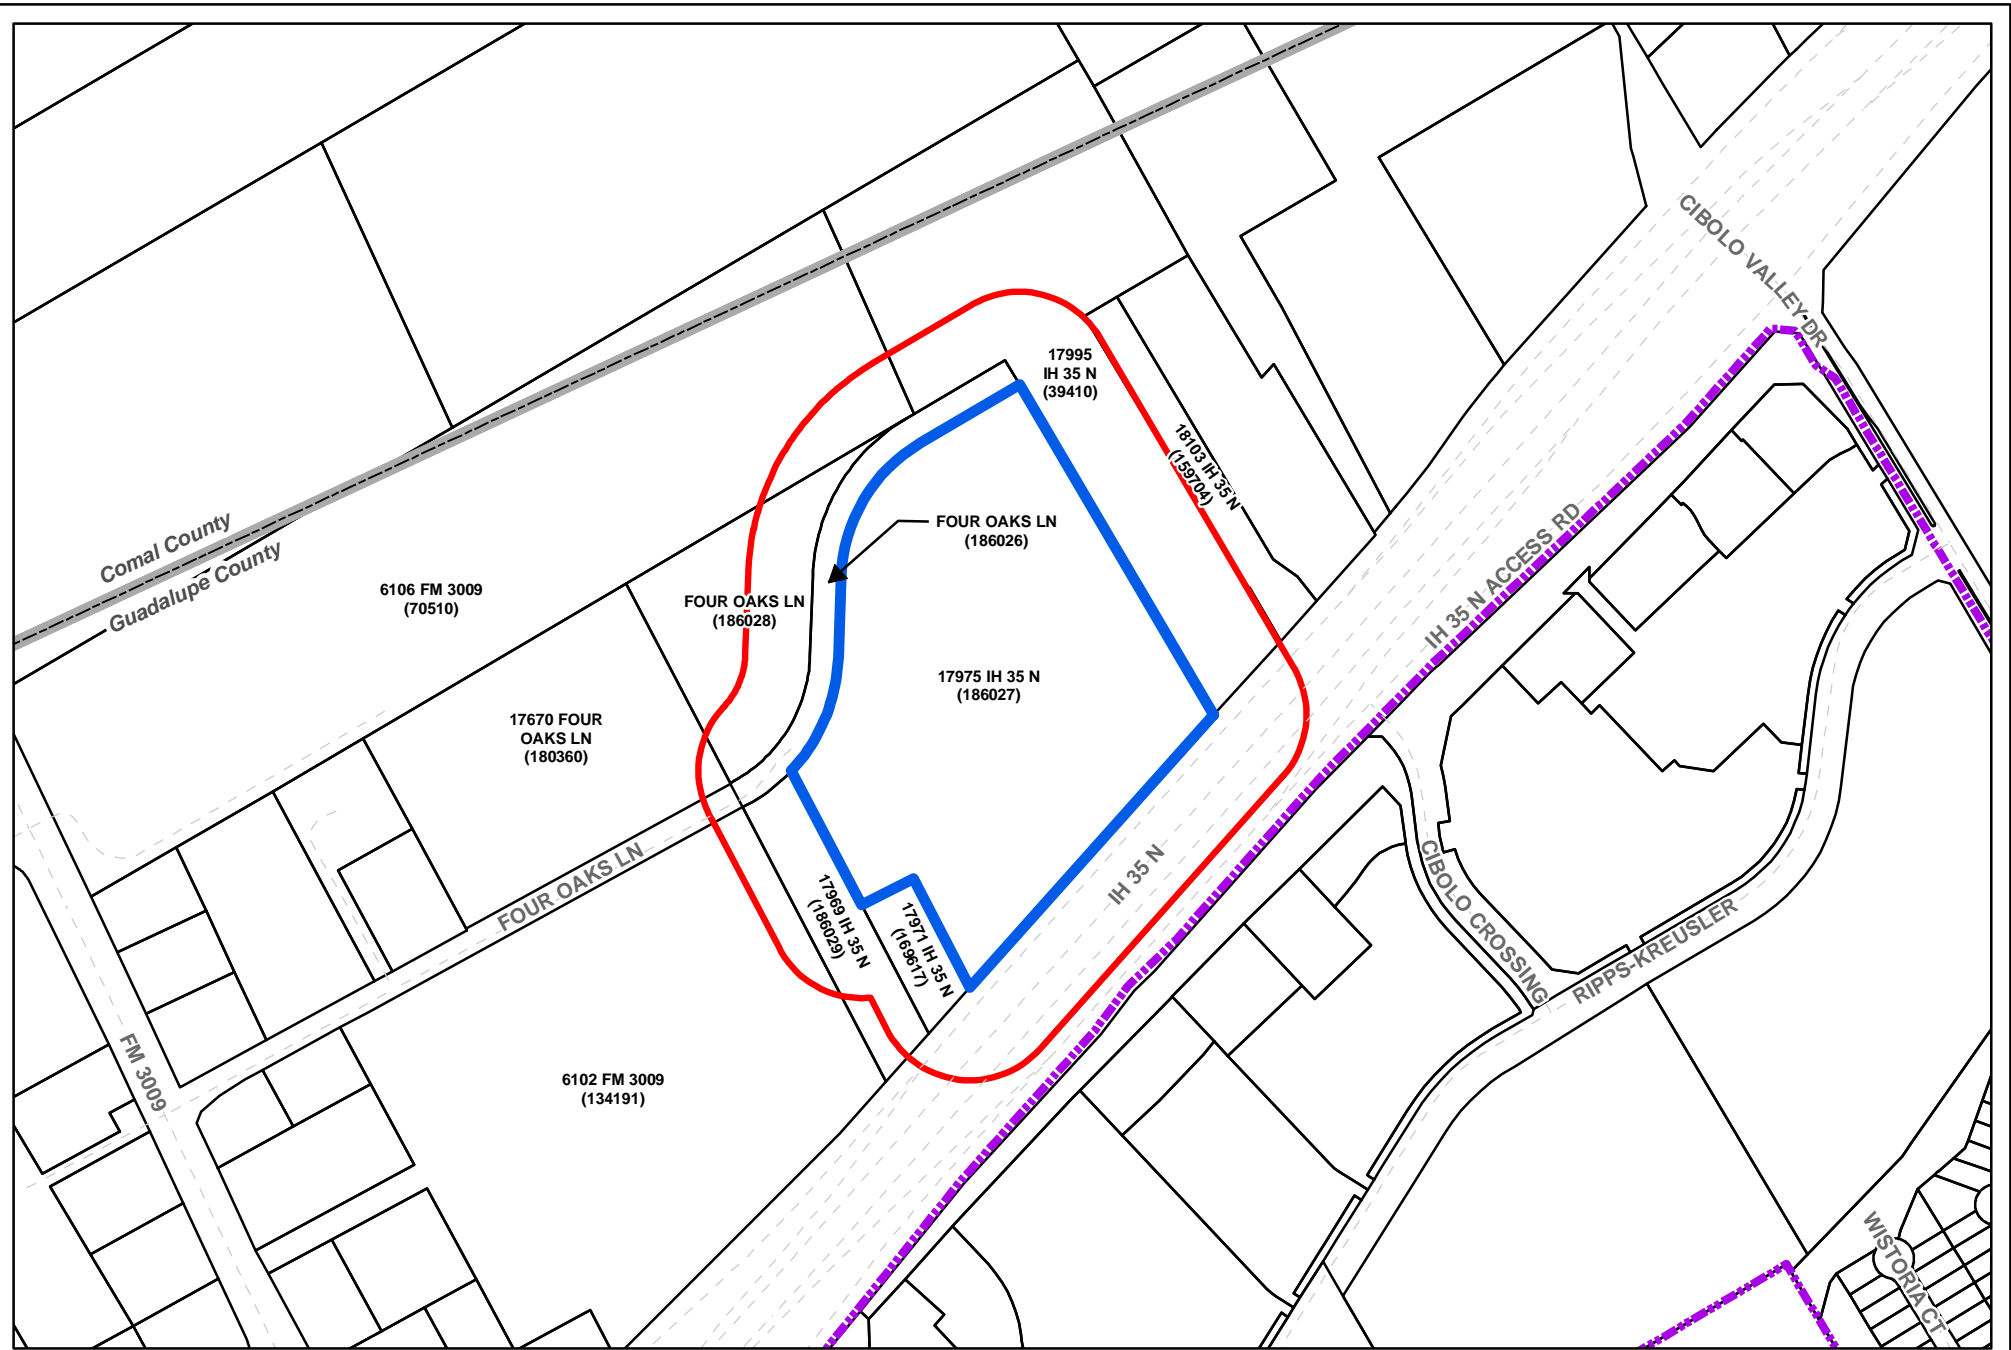 CIBOLO VALLEY DR
17995
IH 35 N
(39410)
18103 IH 35 N
(159704)
Comal County
Guadalupe County
FOUR OAKS LN
(186026)
IH 35 N ACCESS RD
6106 FM 3009
(70510)
FOUR OAKS LN
(186028)
17975 IH 35 N
(186027)
17670 FOUR
OAKS LN
(180360)
FOUR OAKS LN
17969 IH 35 N
(186029)
17971 IH 35 N
(169617)
IH 35 N
CIBOLO CROSSING
RIPPS-KREUSLER
FM 3009
6102 FM 3009
(134191)
WISTORIA CT